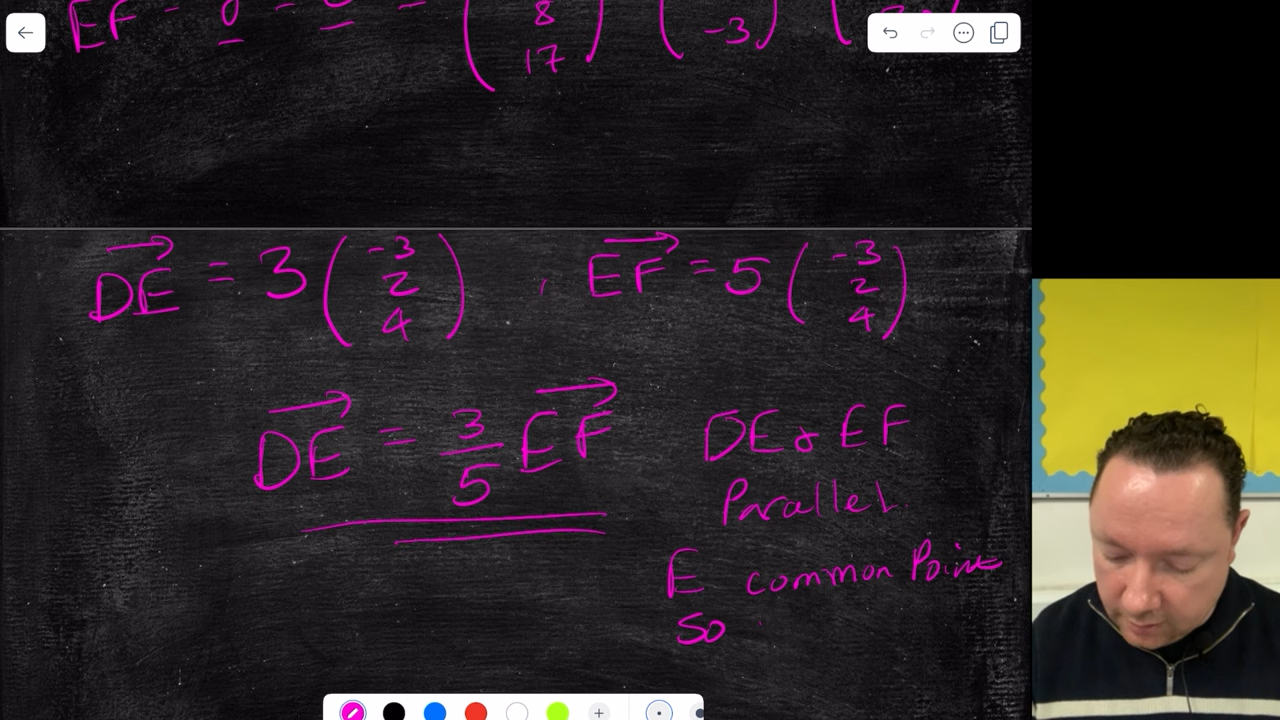 EF = f - e = ( 8 17 ) ( -3 ) (
DE = 3 ( -3 2 4 ) , EF = 5 ( -3 2 4 )
DE = 3/5 EF
DE & EF
Parallel
E common Point
So